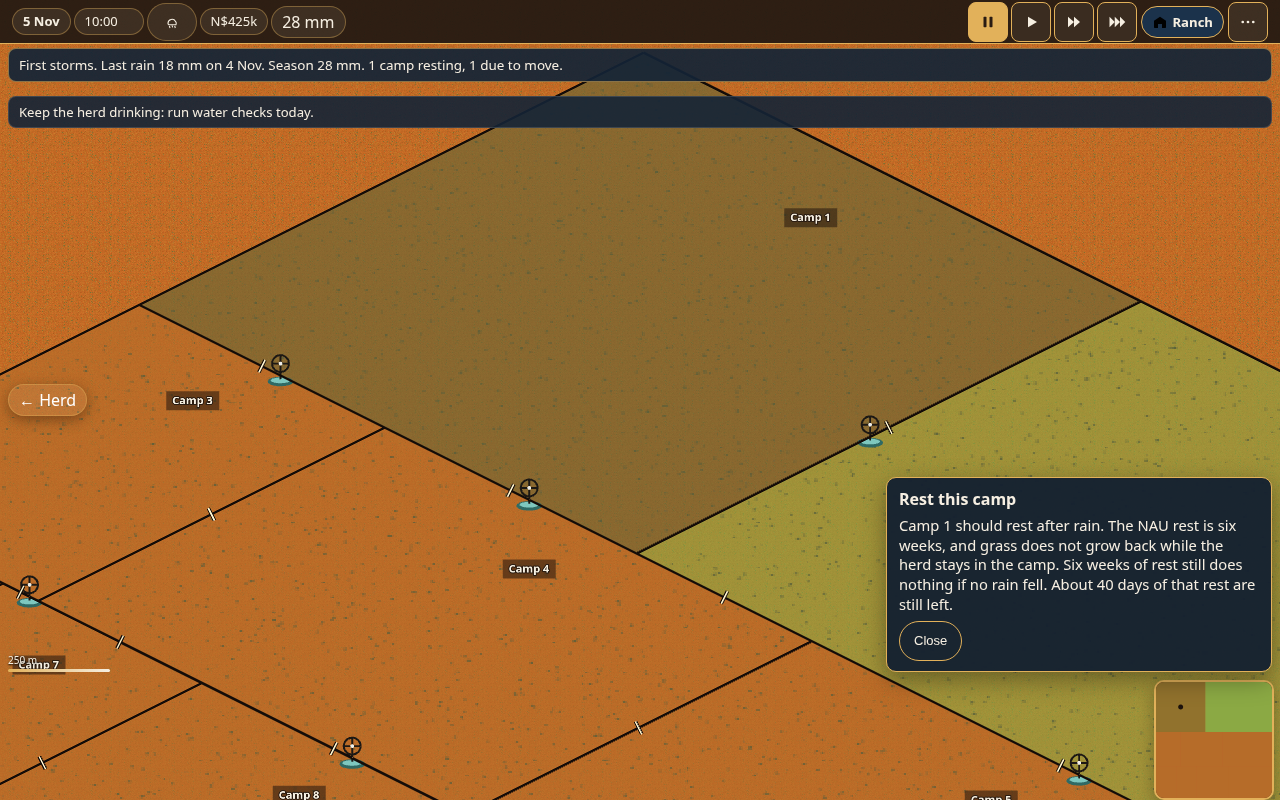 5 Nov
10:00
N$425k
28 mm
Ranch
First storms. Last rain 18 mm on 4 Nov. Season 28 mm. 1 camp resting, 1 due to move.
Keep the herd drinking: run water checks today.
Camp 1
← Herd
Camp 3
Camp 4
Rest this camp
Camp 1 should rest after rain. The NAU rest is six
weeks, and grass does not grow back while the
herd stays in the camp. Six weeks of rest still does
nothing if no rain fell. About 40 days of that rest are
still left.
Close
250 m
Camp 7
Camp 8
Camp 5